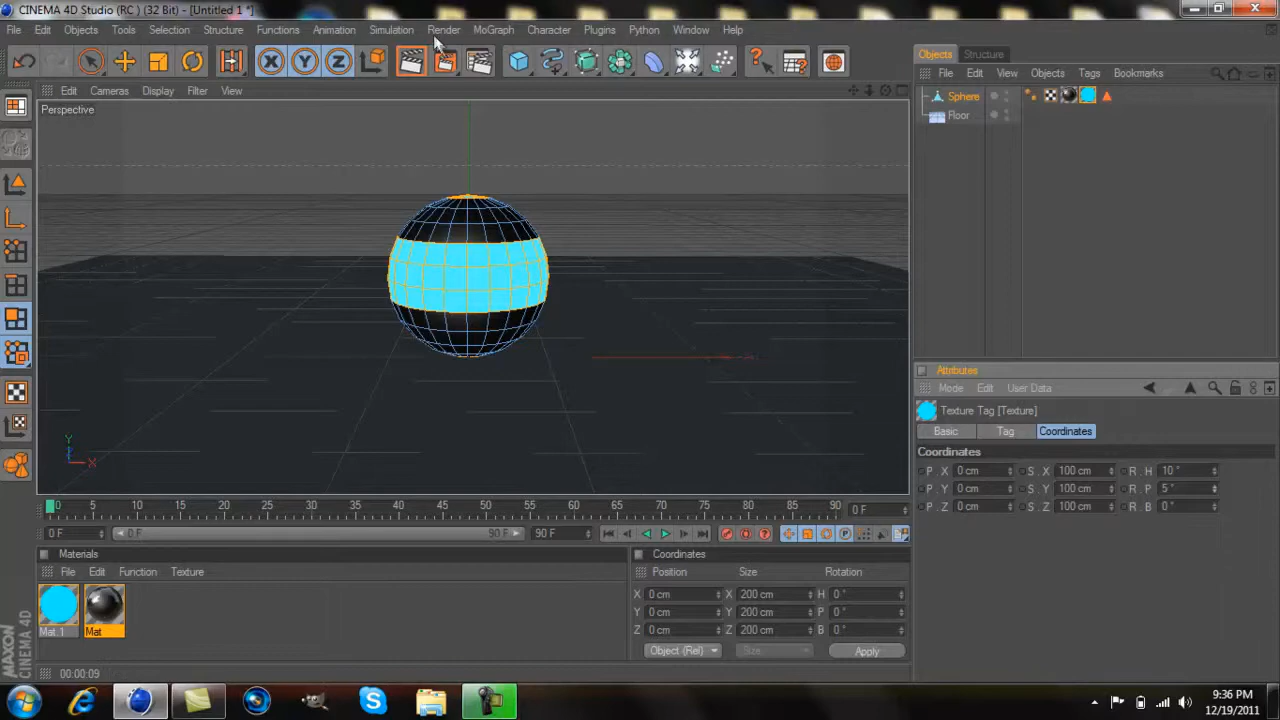 CINEMA 4D Studio (RC ) (32 Bit) - [Untitled 1 *]
File Edit Objects Tools Selection Structure Functions Animation Simulation Render MoGraph Character Plugins Python Window Help
Objects Structure
File Edit View Objects Tags Bookmarks
Edit Cameras Display Filter View
Perspective
Sphere
Floor
Y
X
Attributes
Mode Edit User Data
Texture Tag [Texture]
Basic Tag Coordinates
Coordinates
P . X 0 cm S . X 100 cm R . H 10 °
P . Y 0 cm S . Y 100 cm R . P 5 °
P . Z 0 cm S . Z 100 cm R . B 0 °
0 5 10 15 20 25 30 35 40 45 50 55 60 65 70 75 80 85 90 0 F
0 F 0 F 90 F 90 F
Materials
File Edit Function Texture
Mat.1 Mat
Coordinates
Position Size Rotation
X 0 cm X 200 cm H 0 °
Y 0 cm Y 200 cm P 0 °
Z 0 cm Z 200 cm B 0 °
Object (Rel) Size Apply
MAXON CINEMA 4D
00:00:09
9:36 PM
12/19/2011